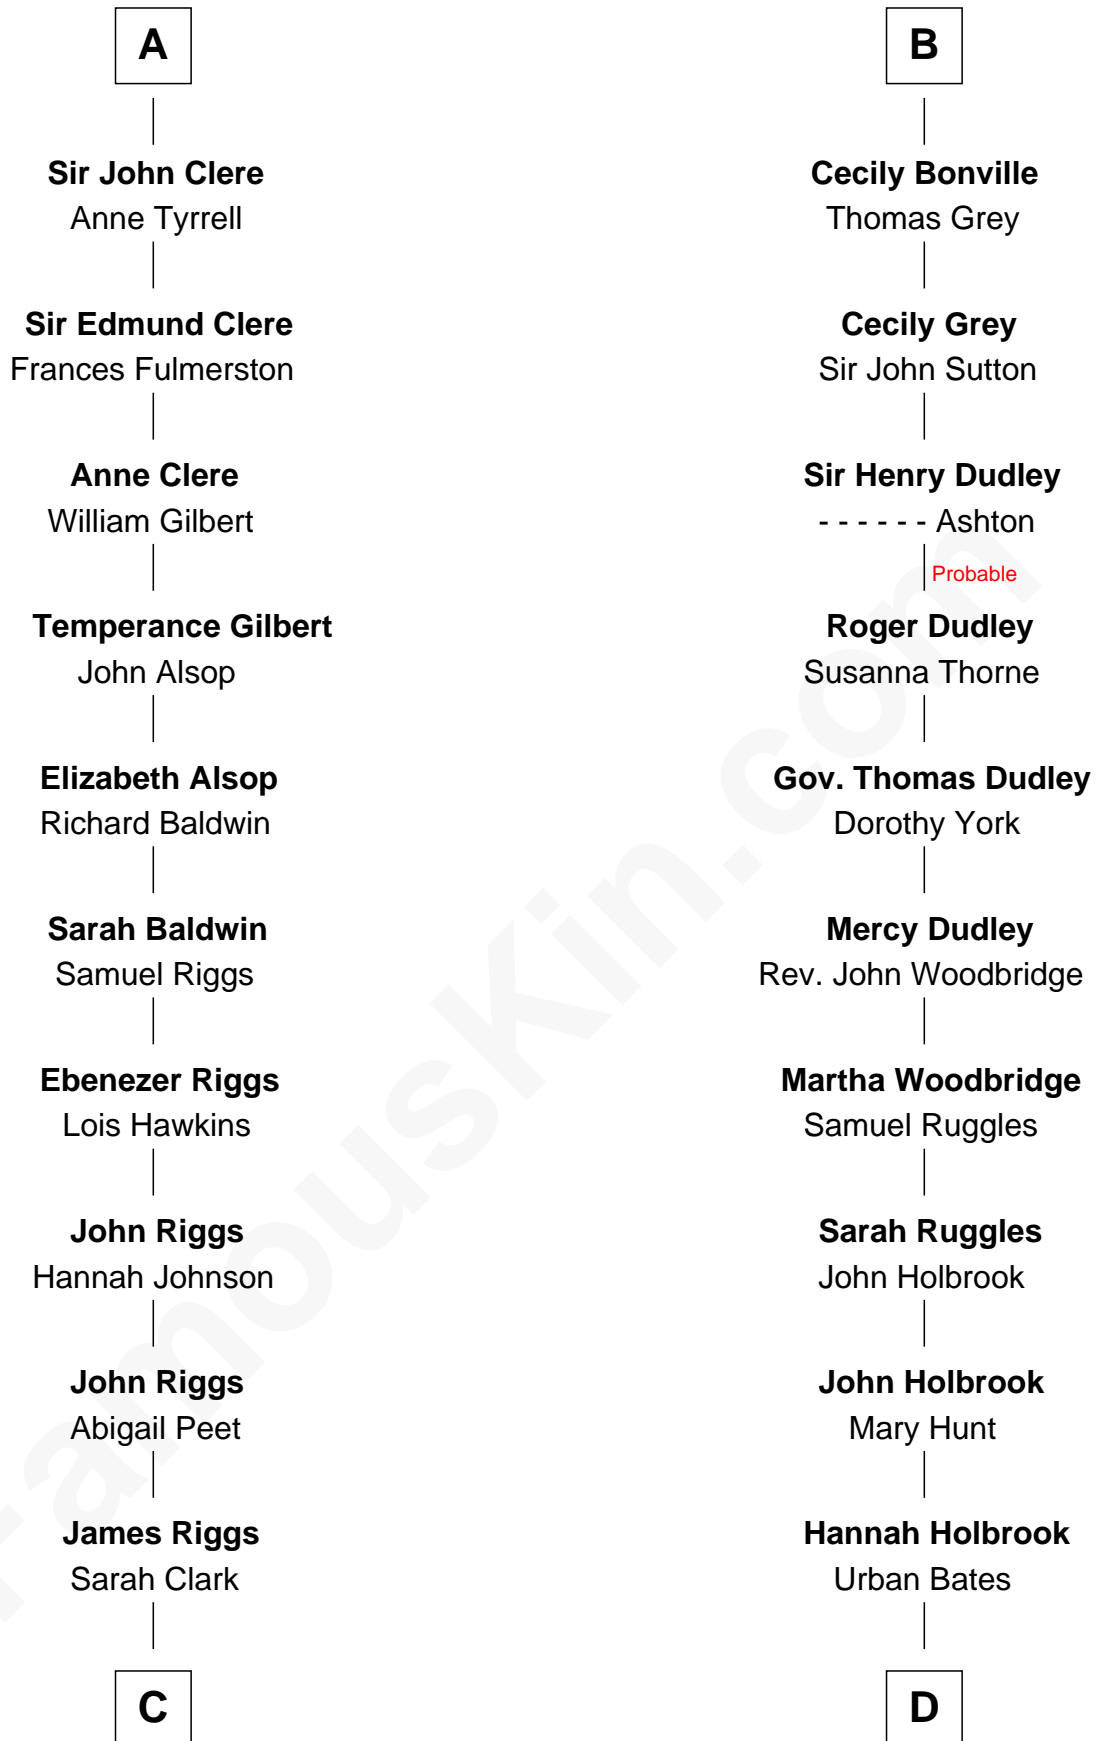 A
Sir John Clere
Anne Tyrrell
Sir Edmund Clere
Frances Fulmerston
Anne Clere
William Gilbert
Temperance Gilbert
John Alsop
Elizabeth Alsop
Richard Baldwin
Sarah Baldwin
Samuel Riggs
Ebenezer Riggs
Lois Hawkins
John Riggs
Hannah Johnson
John Riggs
Abigail Peet
James Riggs
Sarah Clark
C
B
Cecily Bonville
Thomas Grey
Cecily Grey
Sir John Sutton
Sir Henry Dudley
- - - - - - Ashton
Probable
Roger Dudley
Susanna Thorne
Gov. Thomas Dudley
Dorothy York
Mercy Dudley
Rev. John Woodbridge
Martha Woodbridge
Samuel Ruggles
Sarah Ruggles
John Holbrook
John Holbrook
Mary Hunt
Hannah Holbrook
Urban Bates
D
FamousKin.com